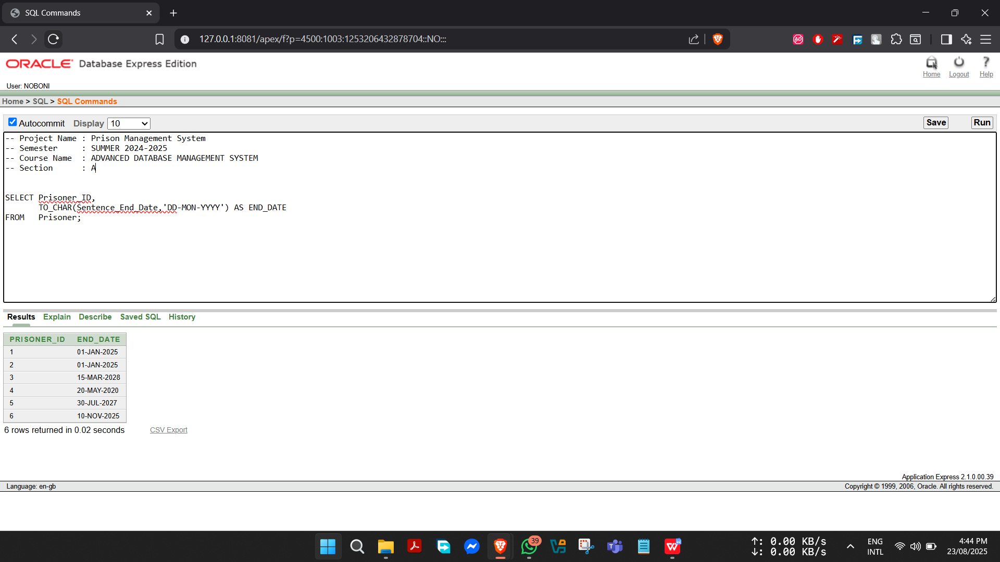 SQL Commands
127.0.0.1:8081/apex/f?p=4500:1003:1253206432878704::NO:::
ORACLE Database Express Edition
Home Logout Help
User: NOBONI
Home > SQL > SQL Commands
Autocommit Display 10 Save Run
-- Project Name : Prison Management System
-- Semester     : SUMMER 2024-2025
-- Course Name  : ADVANCED DATABASE MANAGEMENT SYSTEM
-- Section      : A
SELECT Prisoner_ID,
       TO_CHAR(Sentence_End_Date,'DD-MON-YYYY') AS END_DATE
FROM   Prisoner;
Results Explain Describe Saved SQL History
PRISONER_ID END_DATE
1 01-JAN-2025
2 01-JAN-2025
3 15-MAR-2028
4 20-MAY-2020
5 30-JUL-2027
6 10-NOV-2025
6 rows returned in 0.02 seconds CSV Export
Application Express 2.1.0.00.39
Language: en-gb Copyright © 1999, 2006, Oracle. All rights reserved.
39
↑: 0.00 KB/s
↓: 0.00 KB/s
ENG
INTL
4:44 PM
23/08/2025